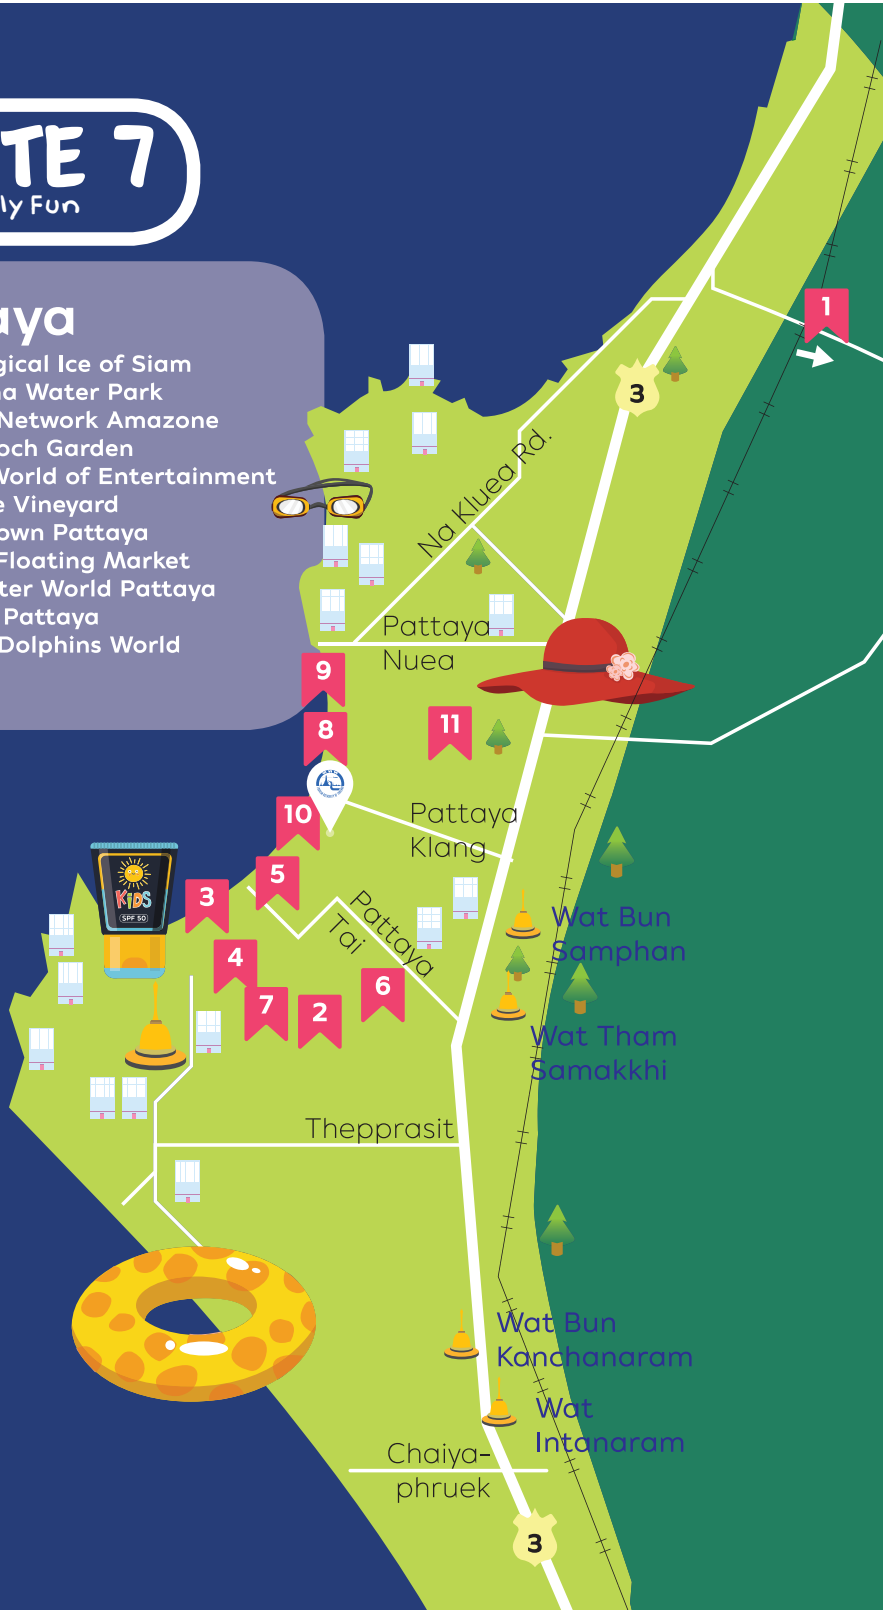 TE 7
ly Fun
aya
gical Ice of Siam
na Water Park
Network Amazone
och Garden
World of Entertainment
e Vineyard
own Pattaya
Floating Market
ter World Pattaya
Pattaya
Dolphins World
1
3
Na Kluea Rd.
Pattaya
Nuea
9
8
11
10
Pattaya
Klang
5
3
KIDS
SPF 50
Pattaya
Tai
4
6
7
2
Wat Bun
Samphan
Wat Tham
Samakkhi
Thepprasit
Wat Bun
Kanchanaram
Wat
Intanaram
Chaiya-
phruek
3